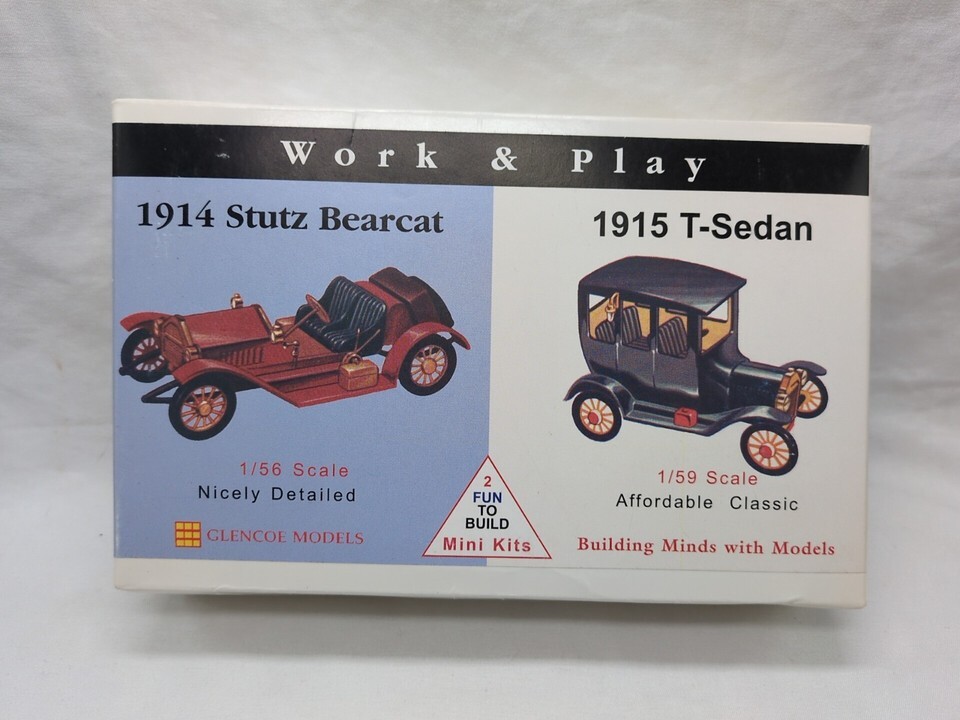 Work & Play
1914 Stutz Bearcat
1/56 Scale
Nicely Detailed
GLENCOE MODELS
2
FUN
TO
BUILD
Mini Kits
1915 T-Sedan
1/59 Scale
Affordable Classic
Building Minds with Models